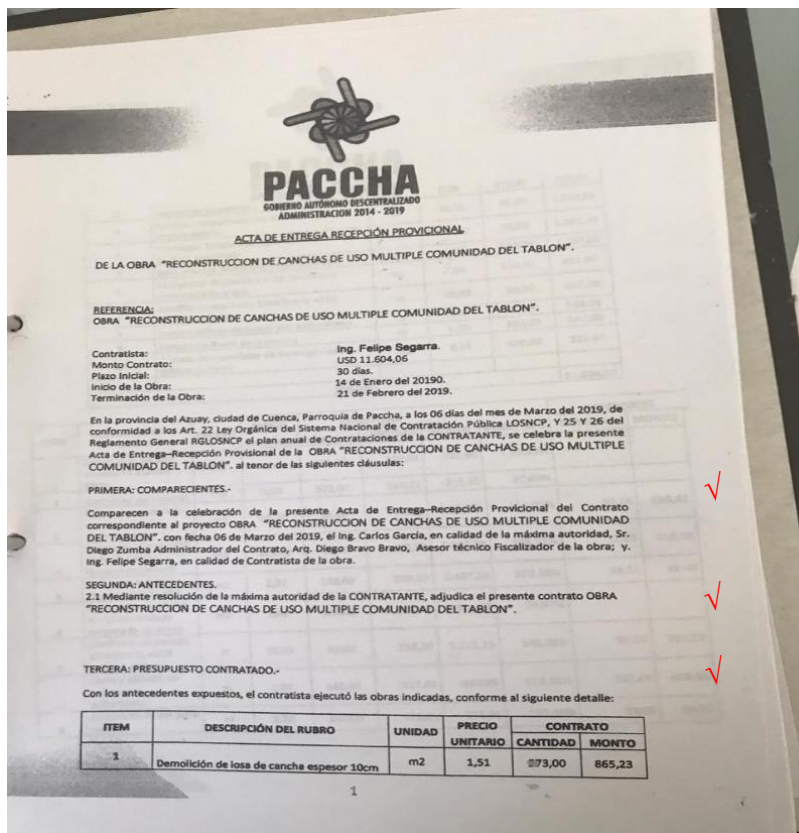 PACCHA
GOBIERNO AUTÓNOMO DESCENTRALIZADO
ADMINISTRACION 2014 - 2019
ACTA DE ENTREGA RECEPCIÓN PROVICIONAL
DE LA OBRA "RECONSTRUCCION DE CANCHAS DE USO MULTIPLE COMUNIDAD DEL TABLON".
REFERENCIA:
OBRA "RECONSTRUCCION DE CANCHAS DE USO MULTIPLE COMUNIDAD DEL TABLON".
Contratista: Ing. Felipe Segarra.
Monto Contrato: USD 11.604,06
Plazo Inicial: 30 días.
Inicio de la Obra: 14 de Enero del 20190.
Terminación de la Obra: 21 de Febrero del 2019.
En la provincia del Azuay, ciudad de Cuenca, Parroquia de Paccha, a los 06 días del mes de Marzo del 2019, de
conformidad a los Art. 22 Ley Orgánica del Sistema Nacional de Contratación Pública LOSNCP, Y 25 Y 26 del
Reglamento General RGLOSNCP el plan anual de Contrataciones de la CONTRATANTE, se celebra la presente
Acta de Entrega–Recepción Provisional de la OBRA "RECONSTRUCCION DE CANCHAS DE USO MULTIPLE
COMUNIDAD DEL TABLON". al tenor de las siguientes cláusulas:
PRIMERA: COMPARECIENTES.-
√
Comparecen a la celebración de la presente Acta de Entrega–Recepción Provicional del Contrato
correspondiente al proyecto OBRA "RECONSTRUCCION DE CANCHAS DE USO MULTIPLE COMUNIDAD
DEL TABLON". con fecha 06 de Marzo del 2019, el Ing. Carlos García, en calidad de la máxima autoridad, Sr.
Diego Zumba Administrador del Contrato, Arq. Diego Bravo Bravo, Asesor técnico Fiscalizador de la obra; y.
Ing. Felipe Segarra, en calidad de Contratista de la obra.
SEGUNDA: ANTECEDENTES.
2.1 Mediante resolución de la máxima autoridad de la CONTRATANTE, adjudica el presente contrato OBRA
√
"RECONSTRUCCION DE CANCHAS DE USO MULTIPLE COMUNIDAD DEL TABLON".
TERCERA: PRESUPUESTO CONTRATADO.-
√
Con los antecedentes expuestos, el contratista ejecutó las obras indicadas, conforme al siguiente detalle:
ITEM DESCRIPCIÓN DEL RUBRO UNIDAD PRECIO UNITARIO CONTRATO
CANTIDAD MONTO
1 Demolición de losa de cancha espesor 10cm m2 1,51 573,00 865,23
1